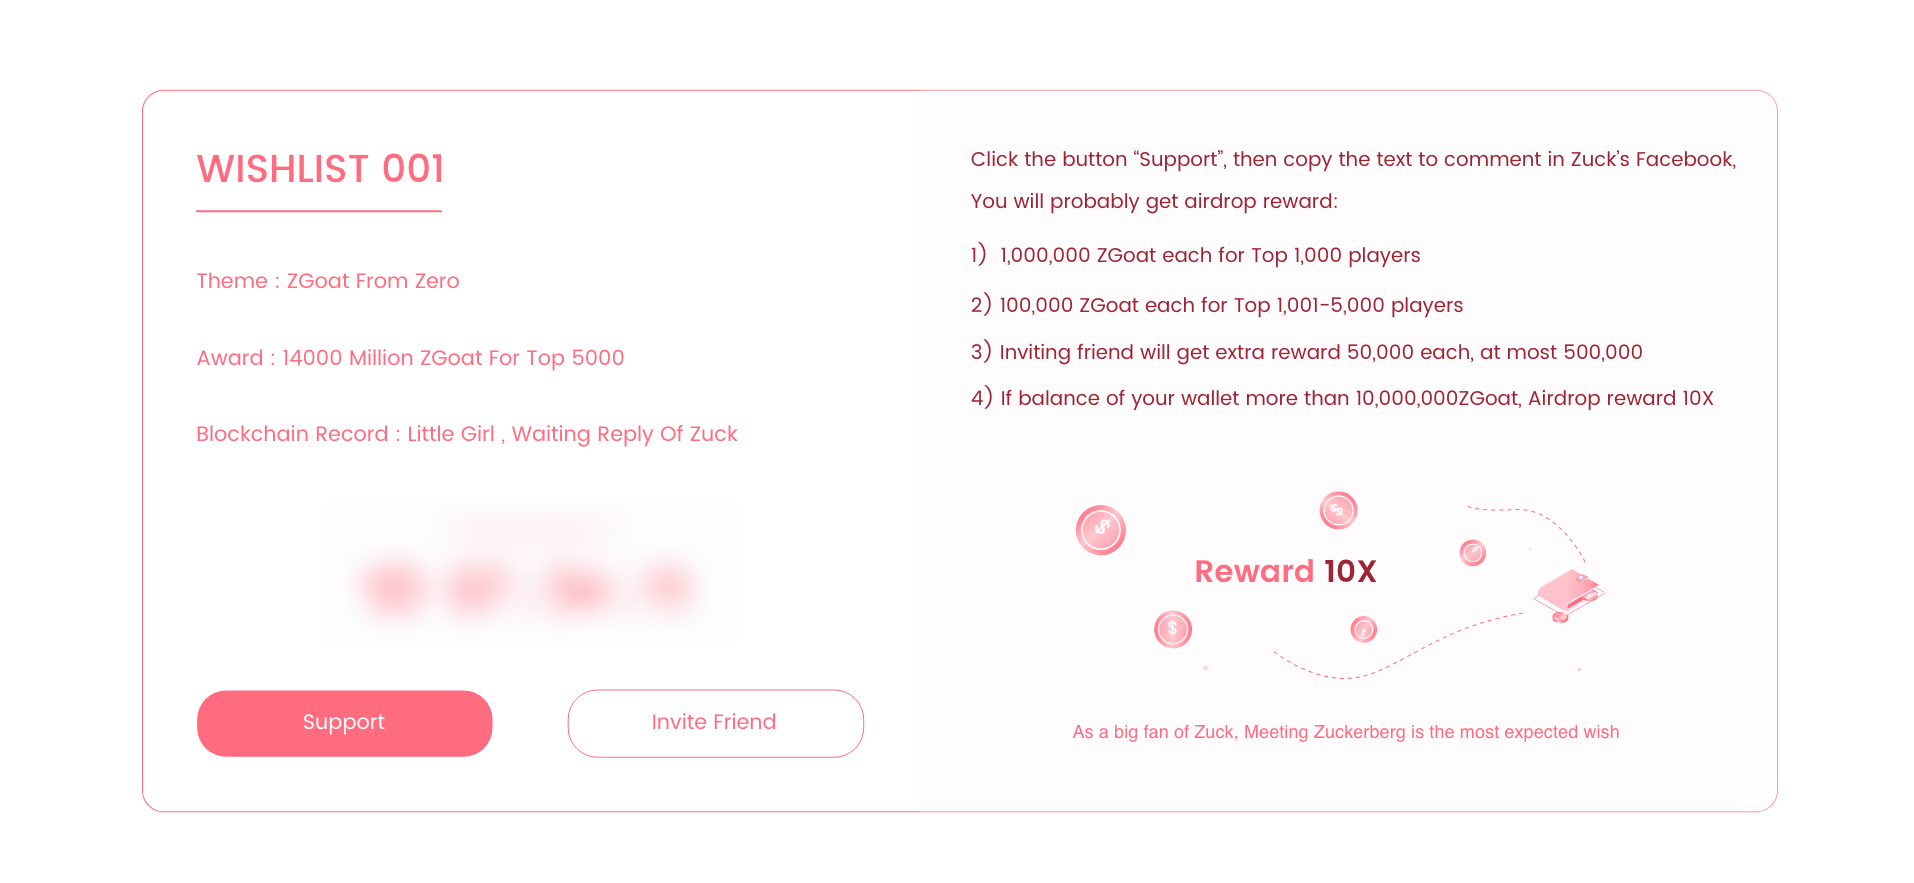 WISHLIST 001
Theme : ZGoat From Zero
Award : 14000 Million ZGoat For Top 5000
Blockchain Record : Little Girl , Waiting Reply Of Zuck
Support
Invite Friend
Click the button “Support”, then copy the text to comment in Zuck’s Facebook,
You will probably get airdrop reward:
1) 1,000,000 ZGoat each for Top 1,000 players
2) 100,000 ZGoat each for Top 1,001-5,000 players
3) Inviting friend will get extra reward 50,000 each, at most 500,000
4) If balance of your wallet more than 10,000,000ZGoat, Airdrop reward 10X
Reward 10X
As a big fan of Zuck, Meeting Zuckerberg is the most expected wish